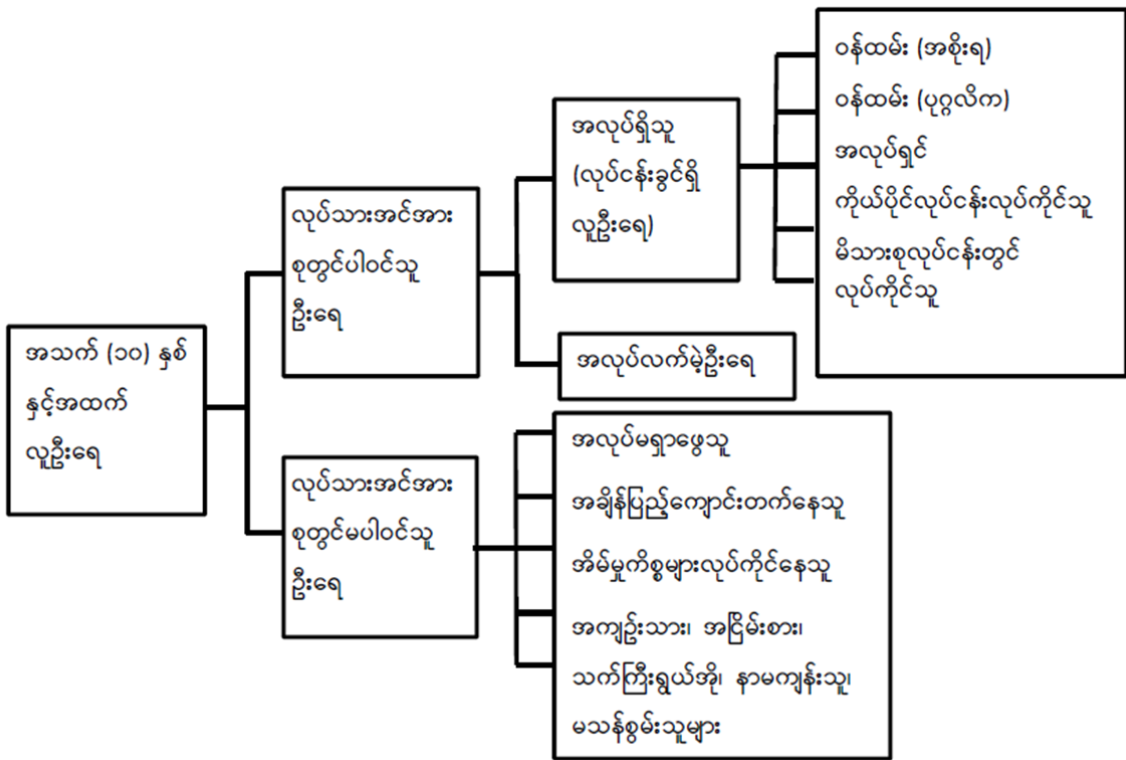 အသက် (၁၀) နှစ်
နှင့်အထက်
လူဦးရေ
လုပ်သားအင်အား
စုတွင်ပါဝင်သူ
ဦးရေ
အလုပ်ရှိသူ
(လုပ်ငန်းခွင်ရှိ
လူဦးရေ)
ဝန်ထမ်း (အစိုးရ)
ဝန်ထမ်း (ပုဂ္ဂလိက)
အလုပ်ရှင်
ကိုယ်ပိုင်လုပ်ငန်းလုပ်ကိုင်သူ
မိသားစုလုပ်ငန်းတွင်
လုပ်ကိုင်သူ
အလုပ်လက်မဲ့ဦးရေ
လုပ်သားအင်အား
စုတွင်မပါဝင်သူ
ဦးရေ
အလုပ်မရှာဖွေသူ
အချိန်ပြည့်ကျောင်းတက်နေသူ
အိမ်မှုကိစ္စများလုပ်ကိုင်နေသူ
အကျဉ်းသား၊ အငြိမ်းစား၊
သက်ကြီးရွယ်အို၊ နာမကျန်းသူ၊
မသန်စွမ်းသူများ